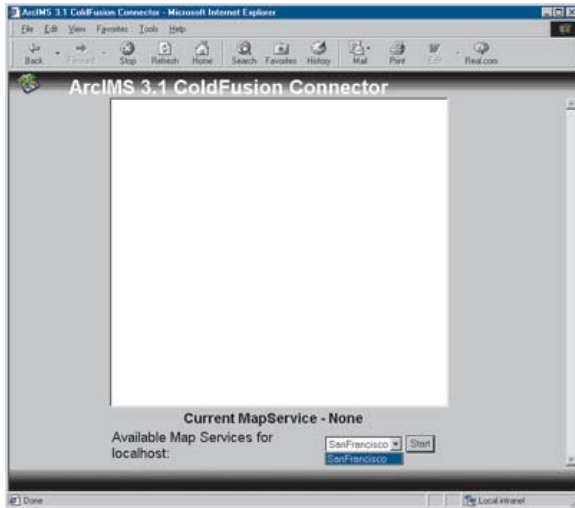 ArcIMS 3.1 ColdFusion Connector - Microsoft Internet Explorer
File Edit View Favorites Tools Help
Back Forward Stop Refresh Home Search Favorites History Mail Print Edit Real.com
ArcIMS 3.1 ColdFusion Connector
Current MapService - None
Available Map Services for
localhost:
SanFrancisco Start
SanFrancisco
Done Local intranet